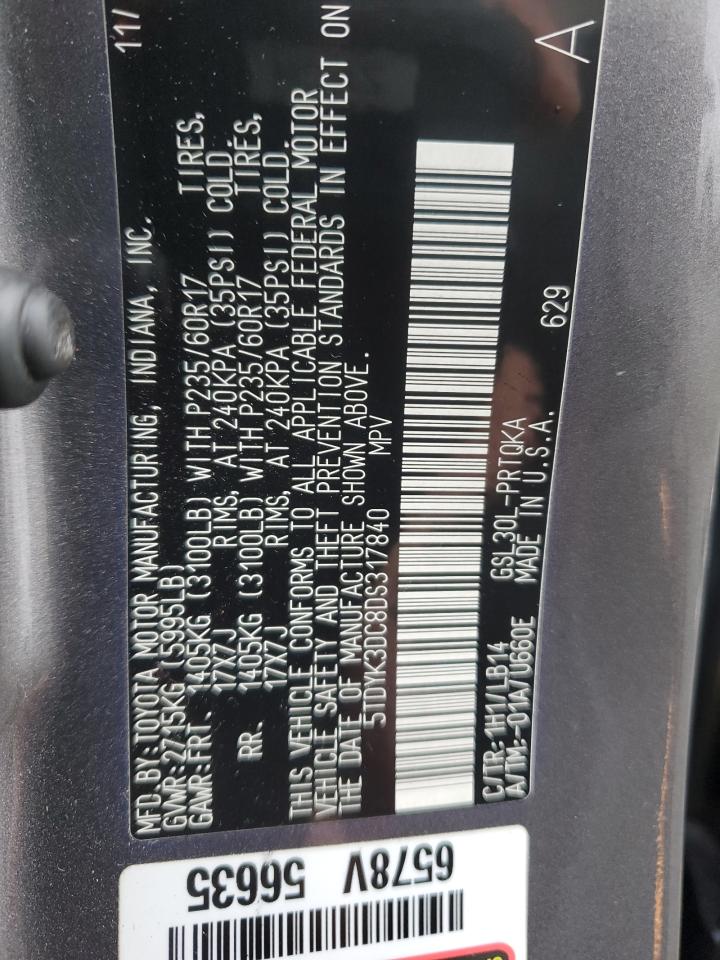 MFD.BY:TOYOTA MOTOR MANUFACTURING, INDIANA, INC. 11/
GVWR:2715KG (5995LB)
GAWR:FRT. 1405KG (3100LB) WITH P235/60R17 TIRES,
17X7J RIMS, AT 240KPA (35PSI) COLD.
RR. 1405KG (3100LB) WITH P235/60R17 TIRES,
17X7J RIMS, AT 240KPA (35PSI) COLD.
THIS VEHICLE CONFORMS TO ALL APPLICABLE FEDERAL MOTOR
VEHICLE SAFETY AND THEFT PREVENTION STANDARDS IN EFFECT ON
THE DATE OF MANUFACTURE SHOWN ABOVE.
5TDYK3DC8DS317840 MPV
C/TR:1H1/LB14 GSL30L-PRTQKA 629 A
A/TM:-01A/U660E MADE IN U.S.A.
6578V 56635